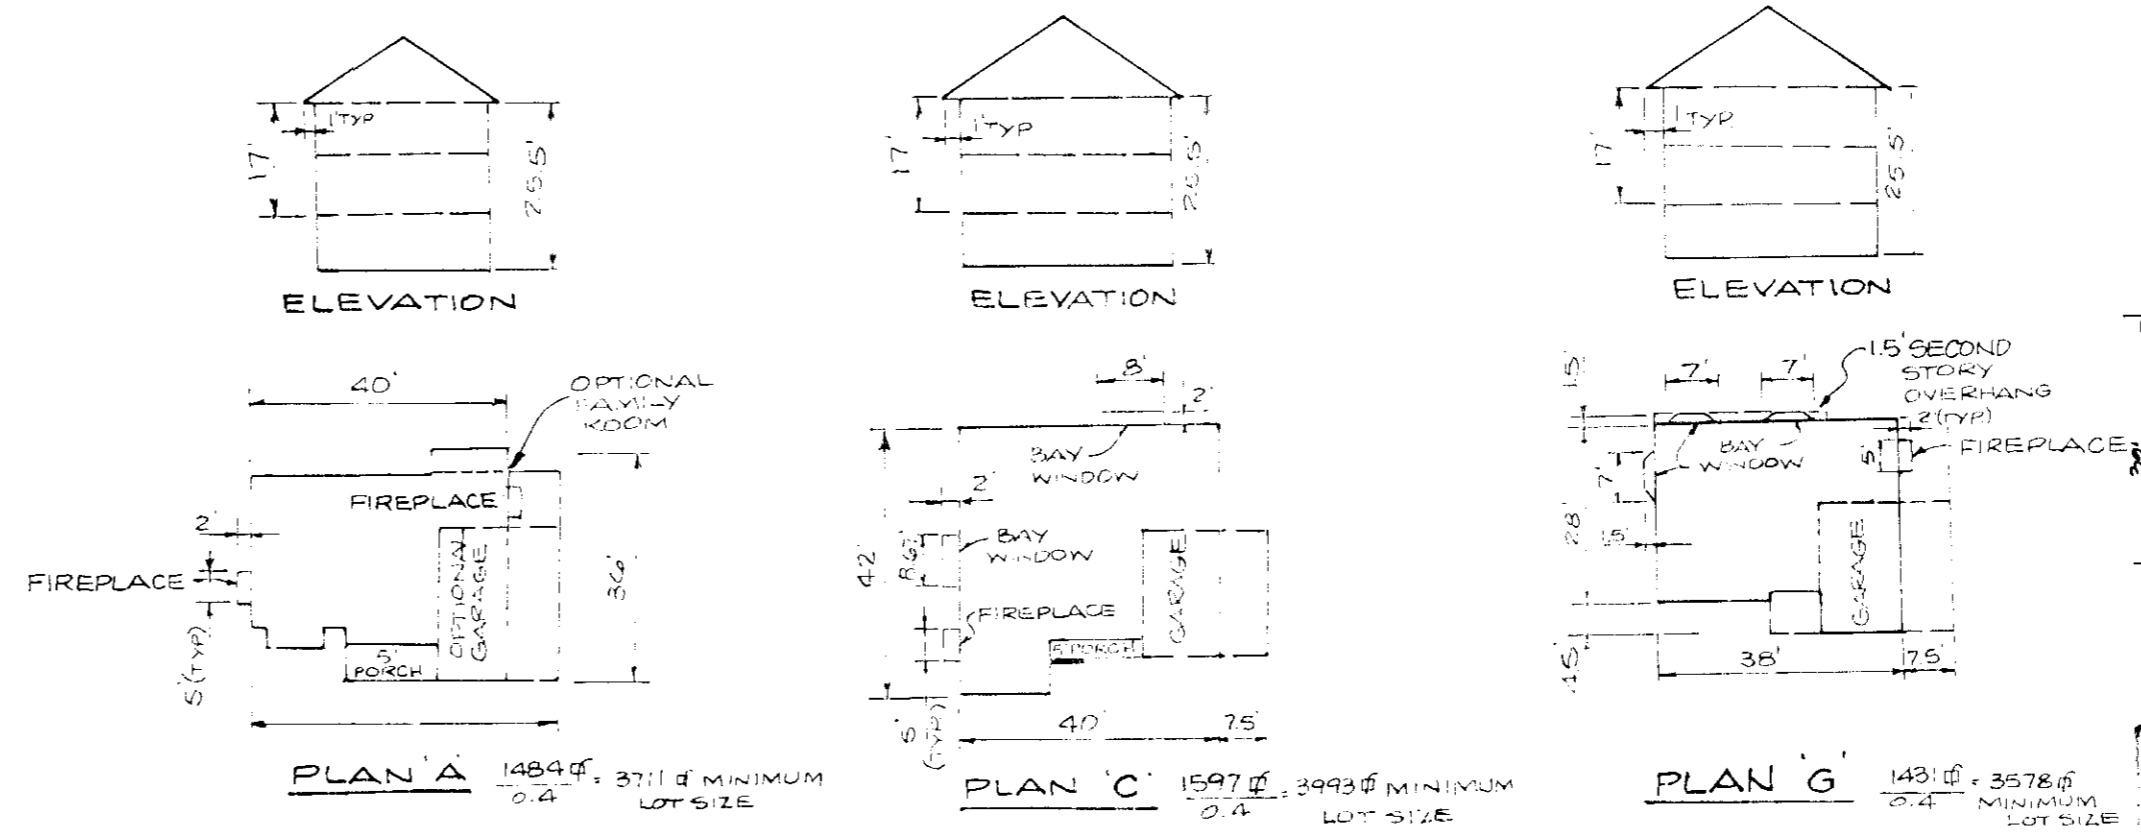 1' TYP
17'
25.5'
ELEVATION
40'
OPTIONAL
FAMILY
ROOM
FIREPLACE
2'
FIREPLACE
5' (TYP)
OPTIONAL
GARAGE
36'
5'
PORCH
PLAN 'A' 1484 ⏍ = 3711 ⏍ MINIMUM
0.4 LOT SIZE
1' TYP
17'
25.5'
ELEVATION
8'
2'
BAY
WINDOW
2'
BAY
WINDOW
8.67'
42'
FIREPLACE
GARAGE
PORCH
(TYP)
40'
7.5'
PLAN 'C' 1597 ⏍ = 3993 ⏍ MINIMUM
0.4 LOT SIZE
1' TYP.
17'
25.5'
ELEVATION
1.5'
7'
7'
1.5' SECOND
STORY
OVERHANG
2' (TYP.)
BAY
WINDOW
5'
FIREPLACE
7'
28'
1.5'
GARAGE
4.5'
38'
7.5'
PLAN 'G' 1431 ⏍ = 3578 ⏍
0.4 MINIMUM
LOT SIZE